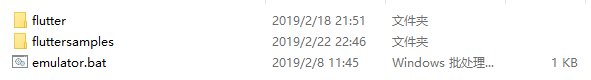 flutter 2019/2/18 21:51 文件夹
fluttersamples 2019/2/22 22:46 文件夹
emulator.bat 2019/2/8 11:45 Windows 批处理... 1 KB